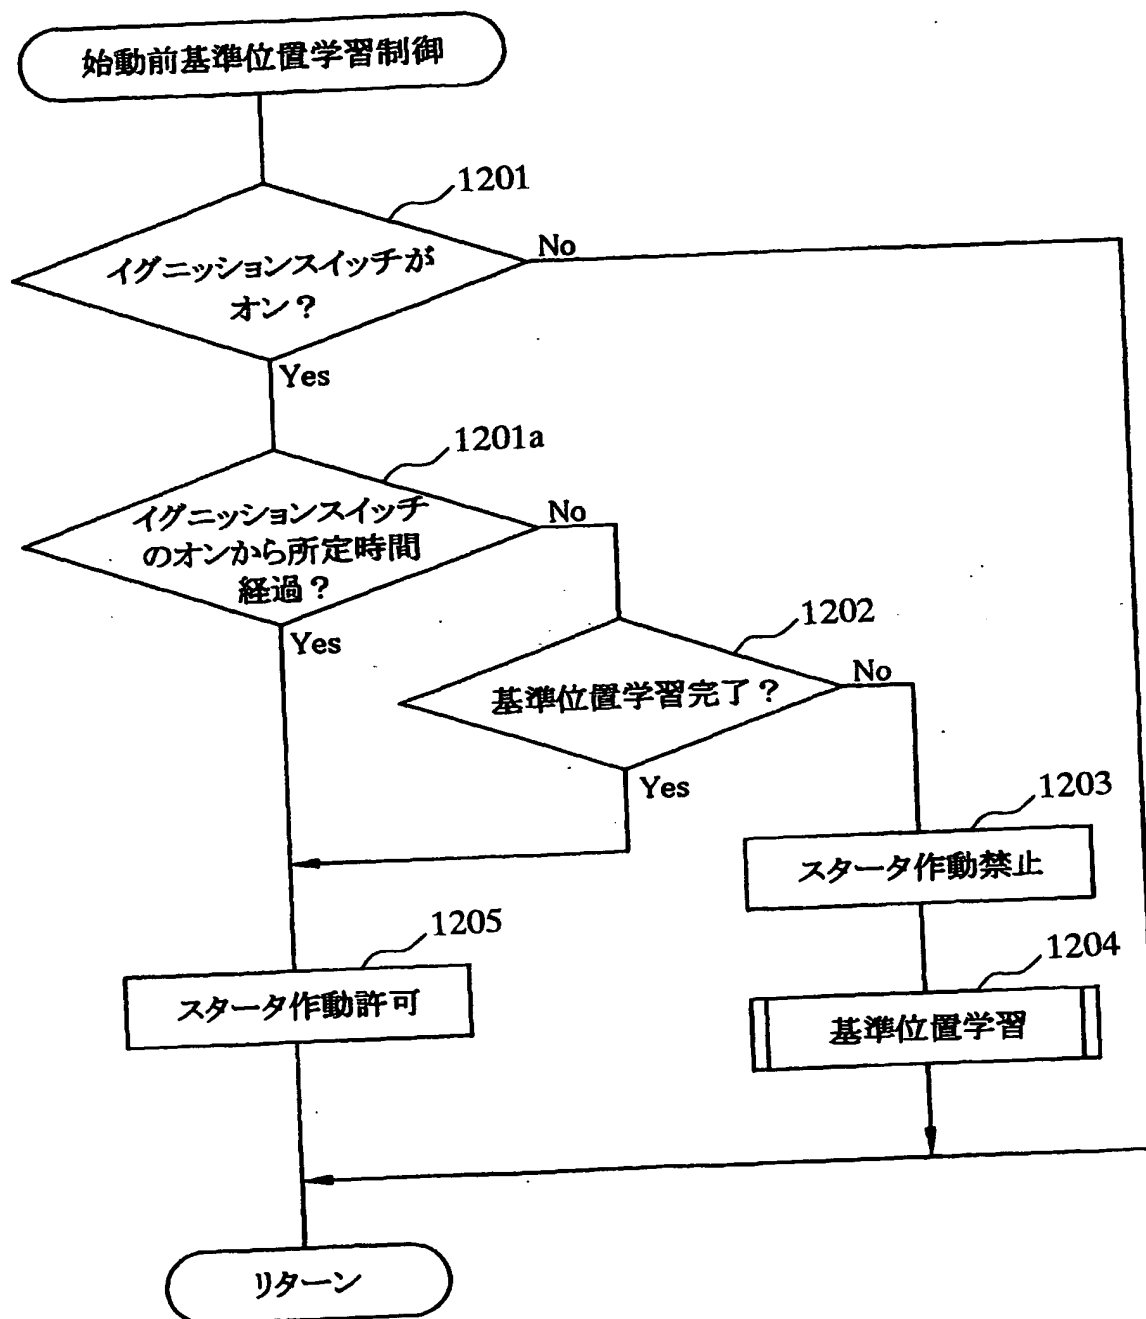 始動前基準位置学習制御
1201
イグニッションスイッチが
オン？
No
Yes
1201a
イグニッションスイッチ
のオンから所定時間
経過？
No
Yes
1202
基準位置学習完了？
No
Yes
1203
スタータ作動禁止
1204
基準位置学習
1205
スタータ作動許可
リターン